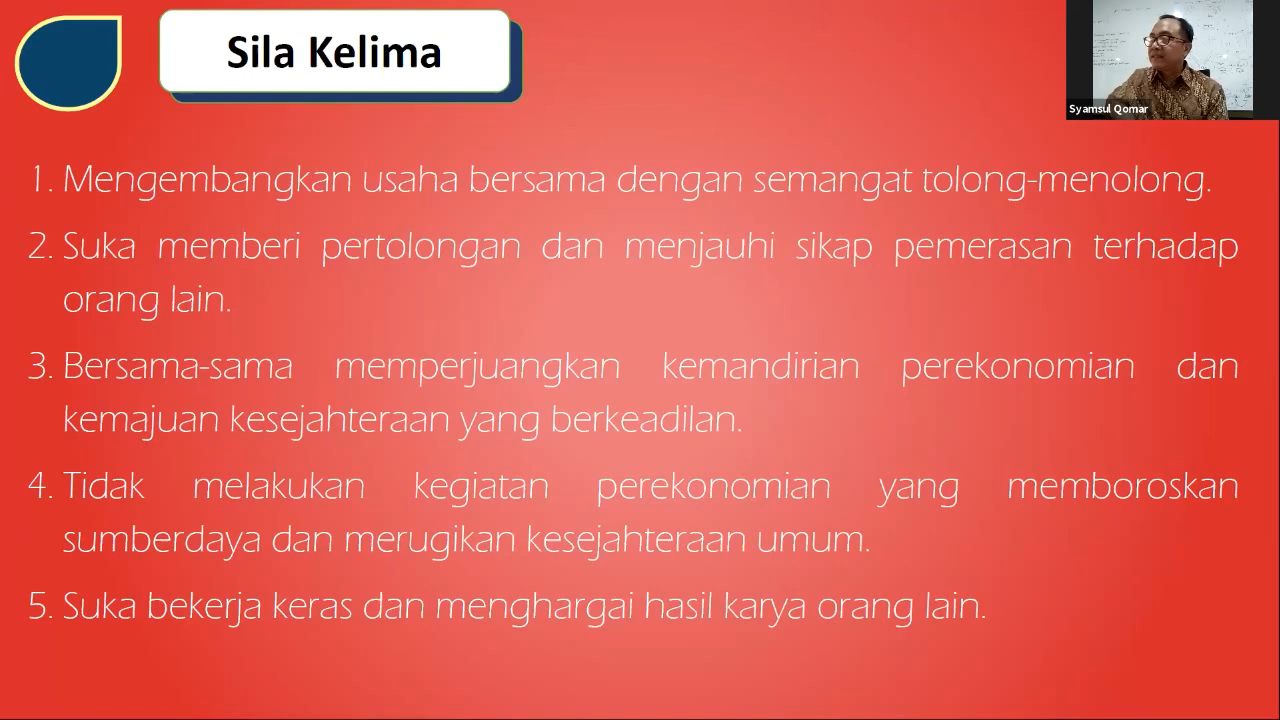 Sila Kelima
Syamsul Qomar
1. Mengembangkan usaha bersama dengan semangat tolong-menolong.
2. Suka memberi pertolongan dan menjauhi sikap pemerasan terhadap
orang lain.
3. Bersama-sama memperjuangkan kemandirian perekonomian dan
kemajuan kesejahteraan yang berkeadilan.
4. Tidak melakukan kegiatan perekonomian yang memboroskan
sumberdaya dan merugikan kesejahteraan umum.
5. Suka bekerja keras dan menghargai hasil karya orang lain.